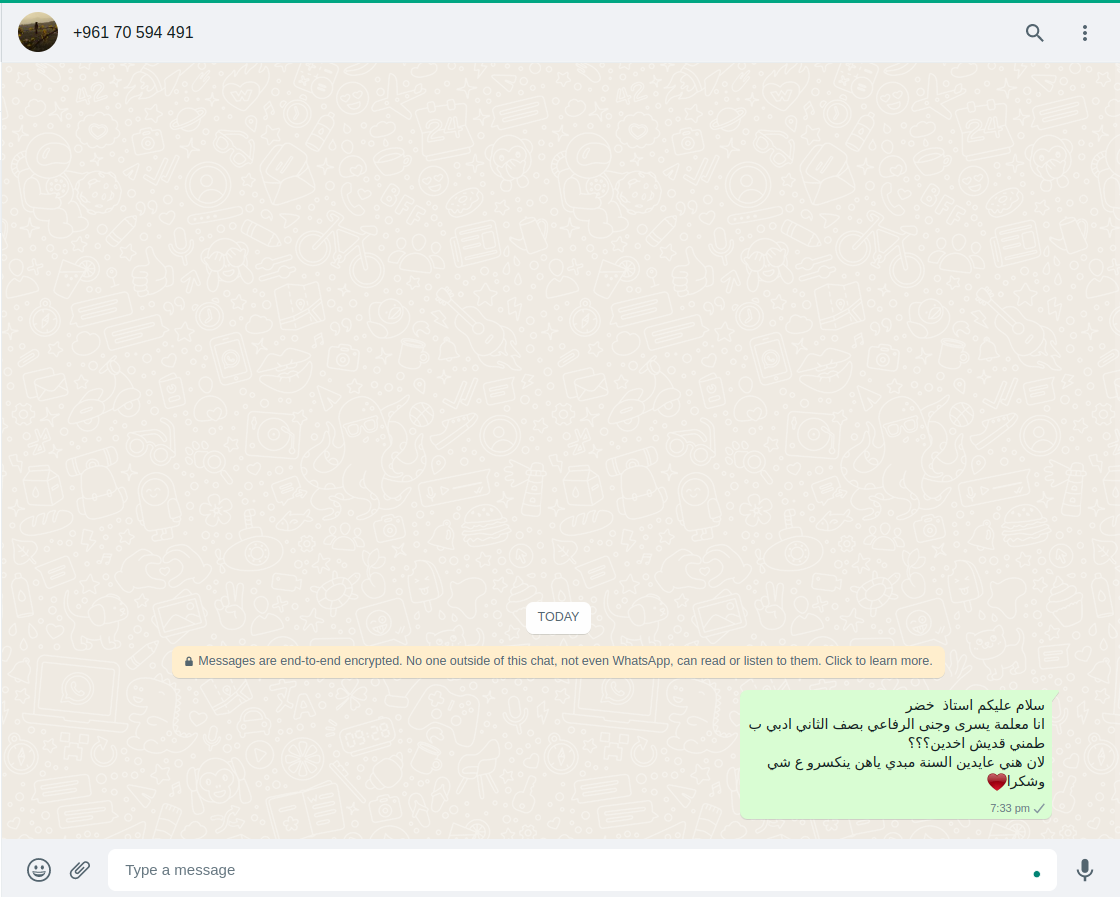 +961 70 594 491
TODAY
Messages are end-to-end encrypted. No one outside of this chat, not even WhatsApp, can read or listen to them. Click to learn more.
سلام عليكم استاذ  خضر
انا معلمة يسرى وجنى الرفاعي بصف الثاني ادبي ب
طمني قديش اخدين؟؟؟
لان هني عايدين السنة مبدي ياهن ينكسرو ع شي
وشكرا❤️
7:33 pm
Type a message